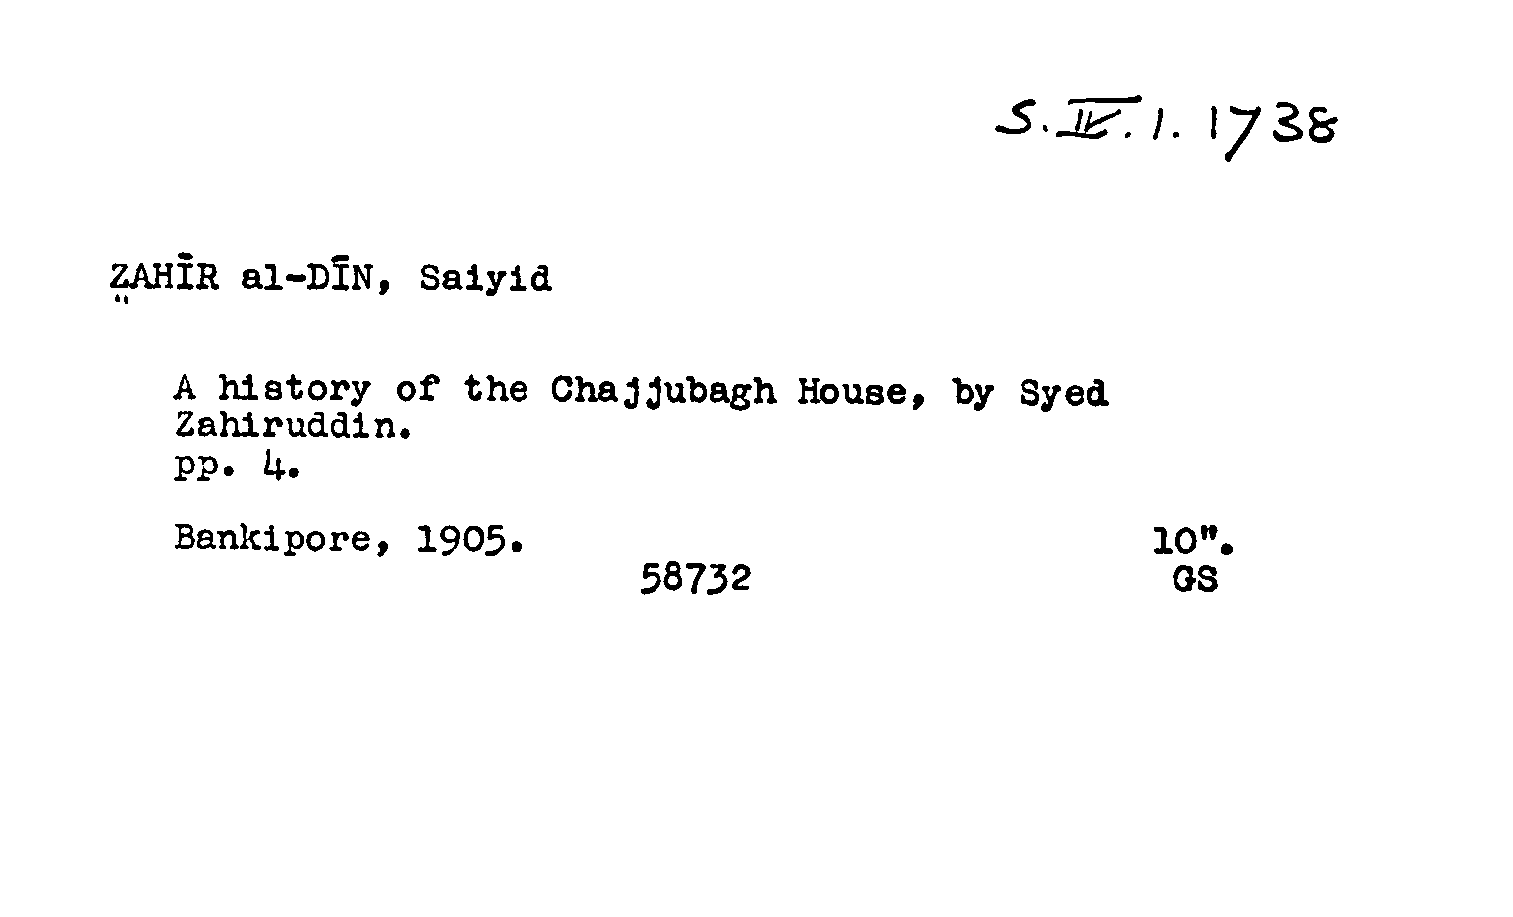 S. IV. 1. 1738
Z̤AHĪR al-DĪN, Saiyid
A history of the Chajjubagh House, by Syed
Zahiruddin.
pp. 4.
Bankipore, 1905. 10".
58732 GS